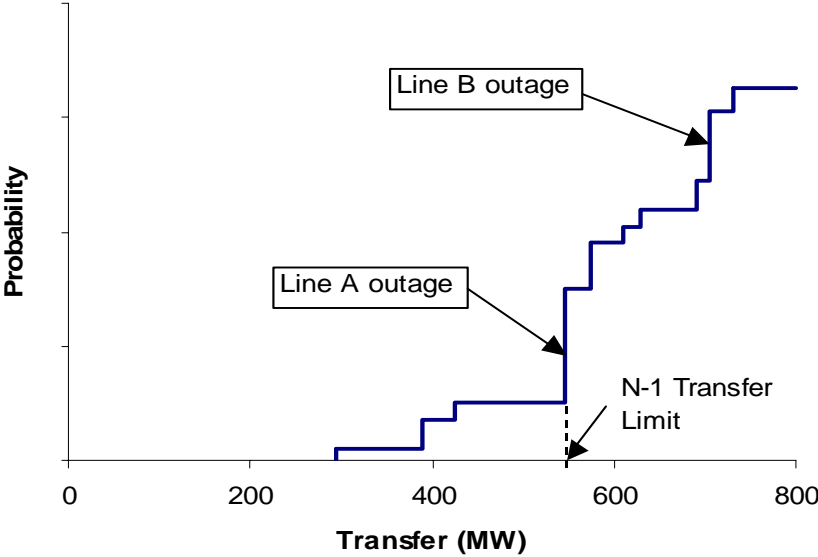 Line B outage
Probability
Line A outage
N-1 Transfer
Limit
0
200
400
600
800
Transfer (MW)